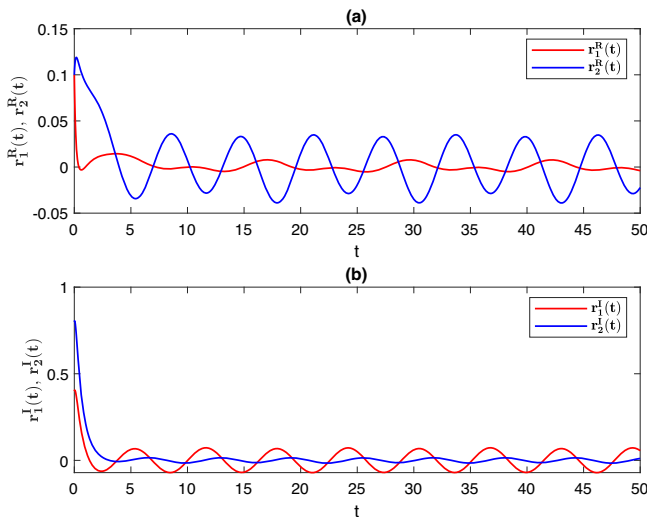 (a)
0.15
0.1
0.05
0
-0.05
r₁ᴿ(t), r₂ᴿ(t)
r₁ᴿ(t)
r₂ᴿ(t)
0 5 10 15 20 25 30 35 40 45 50
t
(b)
1
0.5
0
r₁ᴵ(t), r₂ᴵ(t)
r₁ᴵ(t)
r₂ᴵ(t)
0 5 10 15 20 25 30 35 40 45 50
t